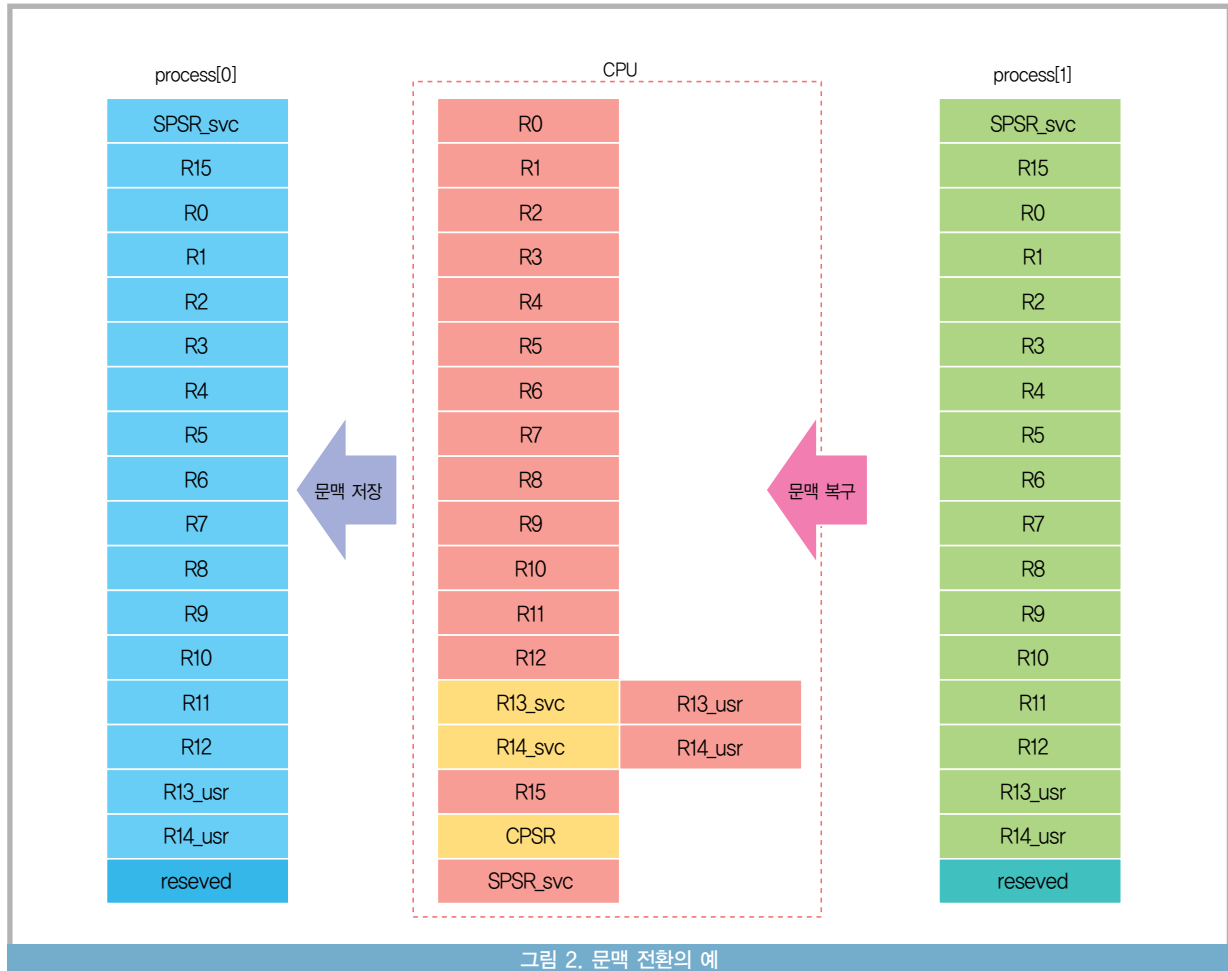 process[0]
SPSR_svc
R15
R0
R1
R2
R3
R4
R5
R6
R7
R8
R9
R10
R11
R12
R13_usr
R14_usr
reseved
문맥 저장
CPU
R0
R1
R2
R3
R4
R5
R6
R7
R8
R9
R10
R11
R12
R13_svc R13_usr
R14_svc R14_usr
R15
CPSR
SPSR_svc
문맥 복구
process[1]
SPSR_svc
R15
R0
R1
R2
R3
R4
R5
R6
R7
R8
R9
R10
R11
R12
R13_usr
R14_usr
reseved
그림 2. 문맥 전환의 예